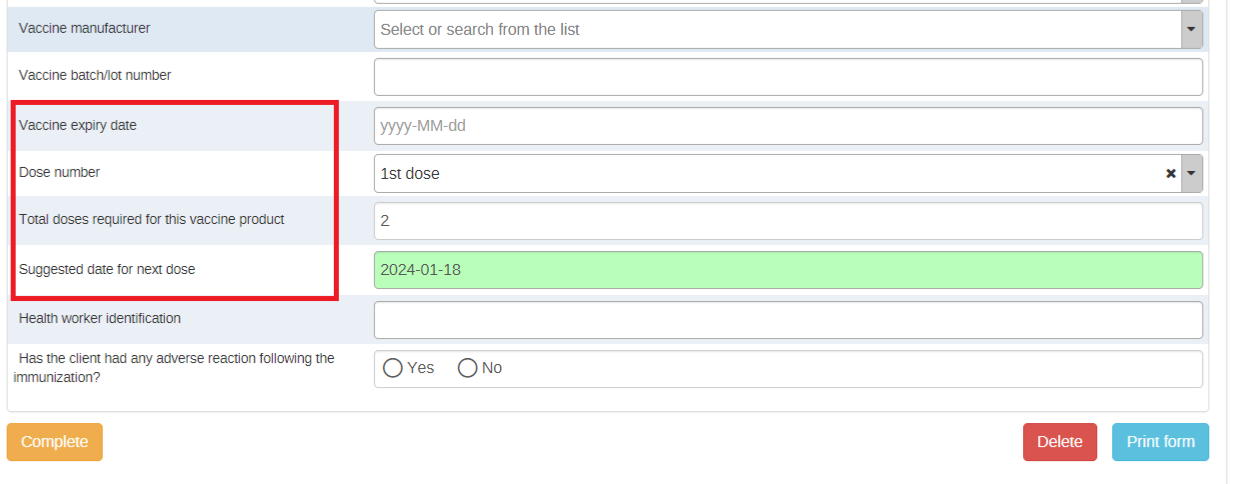 Vaccine manufacturer
Select or search from the list
Vaccine batch/lot number
Vaccine expiry date
yyyy-MM-dd
Dose number
1st dose
Total doses required for this vaccine product
2
Suggested date for next dose
2024-01-18
Health worker identification
Has the client had any adverse reaction following the
immunization?
Yes No
Complete Delete Print form